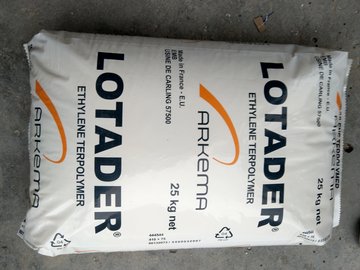 LOTADER®
ETHYLENE TERPOLYMER
Made in France - E.U.
USINE DE CARLING 57500
ARKEMA
25 kg net
LOTADER®
ETHYLENE TERPOLYMER
ARKEMA
25 kg net